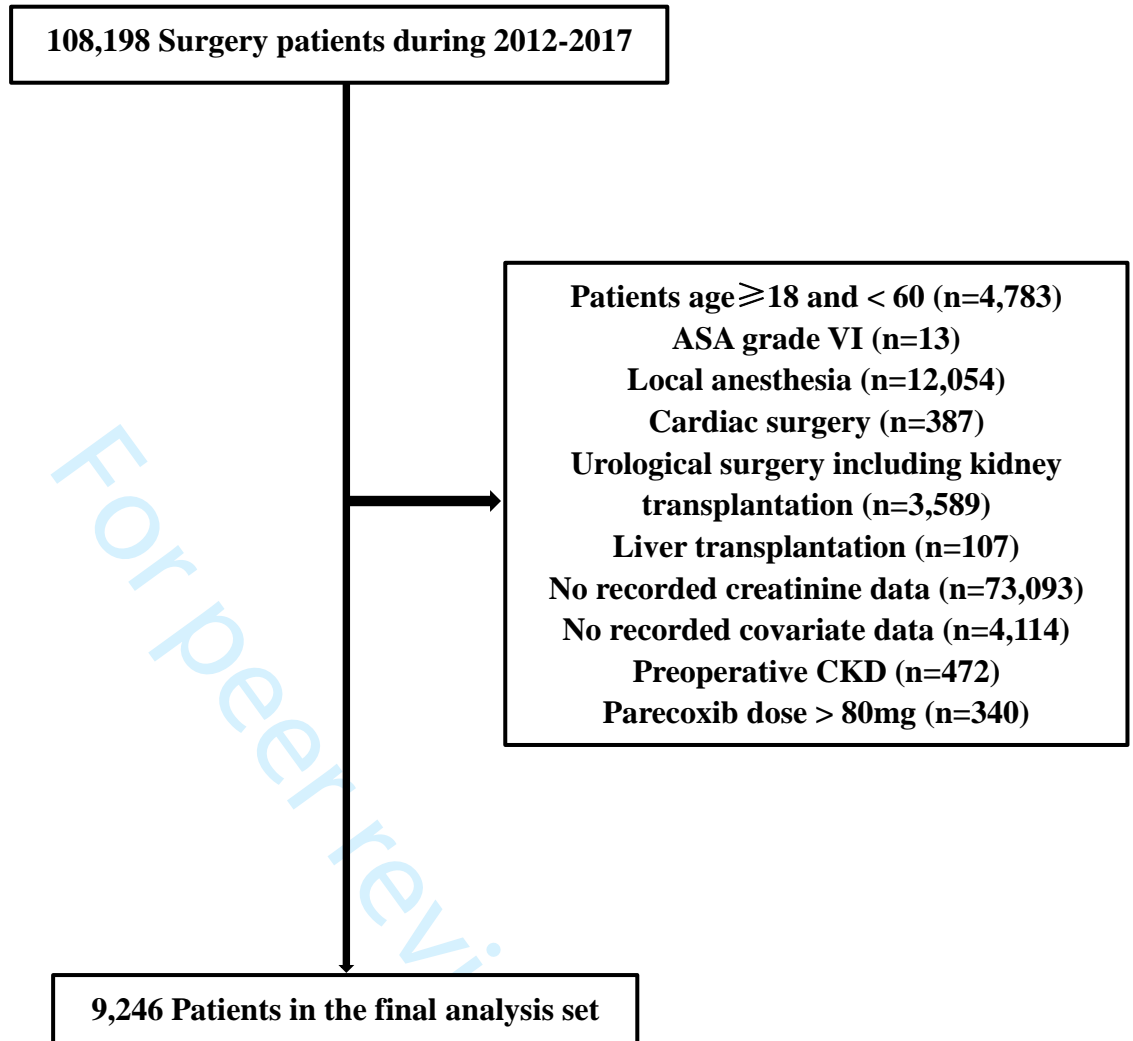 108,198 Surgery patients during 2012-2017
Patients age≥18 and < 60 (n=4,783)
ASA grade VI (n=13)
Local anesthesia (n=12,054)
Cardiac surgery (n=387)
Urological surgery including kidney
transplantation (n=3,589)
Liver transplantation (n=107)
No recorded creatinine data (n=73,093)
No recorded covariate data (n=4,114)
Preoperative CKD (n=472)
Parecoxib dose > 80mg (n=340)
For peer revi
9,246 Patients in the final analysis set